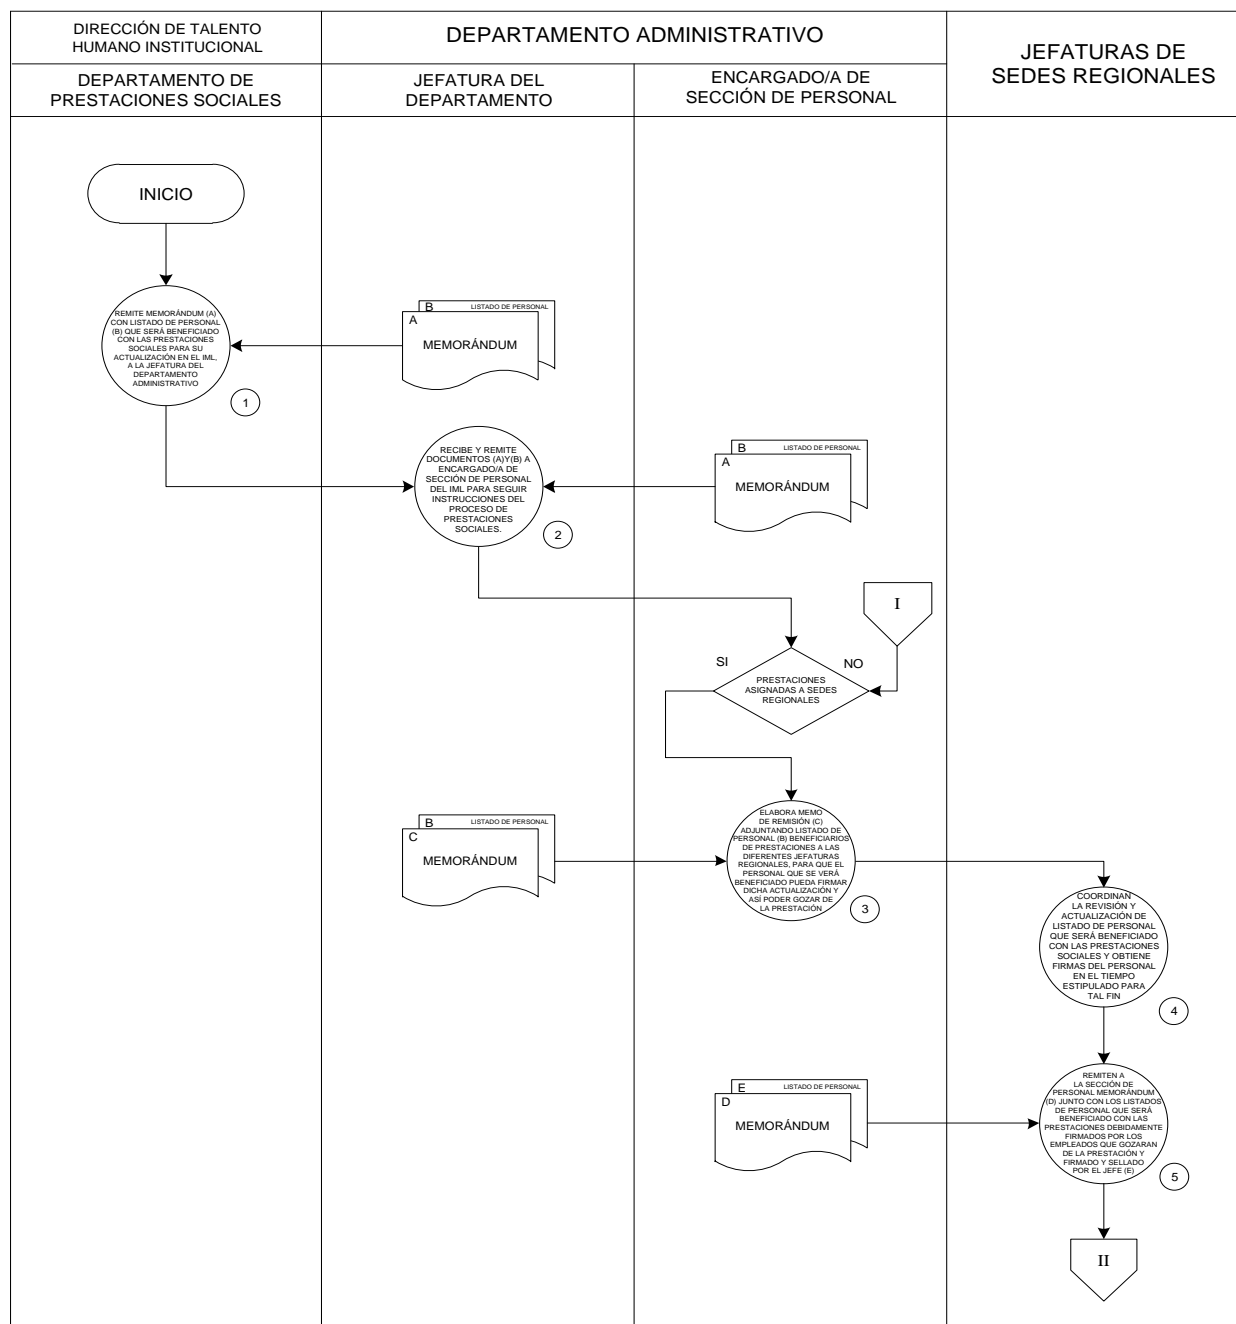 DIRECCIÓN DE TALENTO
HUMANO INSTITUCIONAL
DEPARTAMENTO ADMINISTRATIVO
JEFATURAS DE
SEDES REGIONALES
DEPARTAMENTO DE
PRESTACIONES SOCIALES
JEFATURA DEL
DEPARTAMENTO
ENCARGADO/A DE
SECCIÓN DE PERSONAL
INICIO
REMITE MEMORÁNDUM (A)
CON LISTADO DE PERSONAL
(B) QUE SERÁ BENEFICIADO
CON LAS PRESTACIONES
SOCIALES PARA SU
ACTUALIZACIÓN EN EL IML,
A LA JEFATURA DEL
DEPARTAMENTO
ADMINISTRATIVO
1
B
LISTADO DE PERSONAL
A
MEMORÁNDUM
RECIBE Y REMITE
DOCUMENTOS (A)Y(B) A
ENCARGADO/A DE
SECCIÓN DE PERSONAL
DEL IML PARA SEGUIR
INSTRUCCIONES DEL
PROCESO DE
PRESTACIONES
SOCIALES.
2
B
LISTADO DE PERSONAL
A
MEMORÁNDUM
I
SI
NO
PRESTACIONES
ASIGNADAS A SEDES
REGIONALES
B
LISTADO DE PERSONAL
C
MEMORÁNDUM
ELABORA MEMO
DE REMISIÓN (C)
ADJUNTANDO LISTADO DE
PERSONAL (B) BENEFICIARIOS
DE PRESTACIONES A LAS
DIFERENTES JEFATURAS
REGIONALES, PARA QUE EL
PERSONAL QUE SE VERÁ
BENEFICIADO PUEDA FIRMAR
DICHA ACTUALIZACIÓN Y
ASÍ PODER GOZAR DE
LA PRESTACIÓN
3
COORDINAN
LA REVISIÓN Y
ACTUALIZACIÓN DE
LISTADO DE PERSONAL
QUE SERÁ BENEFICIADO
CON LAS PRESTACIONES
SOCIALES Y OBTIENE
FIRMAS DEL PERSONAL
EN EL TIEMPO
ESTIPULADO PARA
TAL FIN
4
E
LISTADO DE PERSONAL
D
MEMORÁNDUM
REMITEN A
LA SECCIÓN DE
PERSONAL MEMORÁNDUM
(D) JUNTO CON LOS LISTADOS
DE PERSONAL QUE SERÁ
BENEFICIADO CON LAS
PRESTACIONES DEBIDAMENTE
FIRMADOS POR LOS
EMPLEADOS QUE GOZARAN
DE LA PRESTACIÓN Y
FIRMADO Y SELLADO
POR EL JEFE (E)
5
II